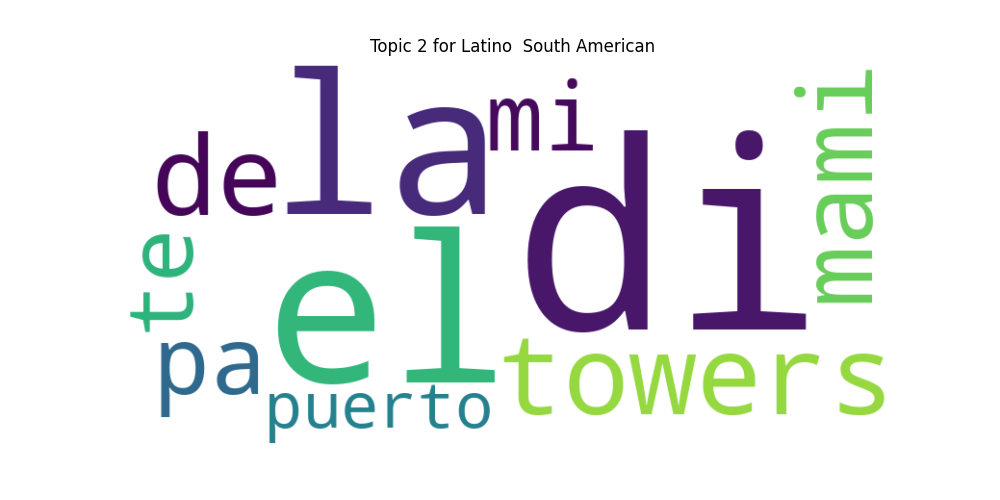 Topic 2 for Latino  South American
de la mi di mami
te el
pa puerto towers